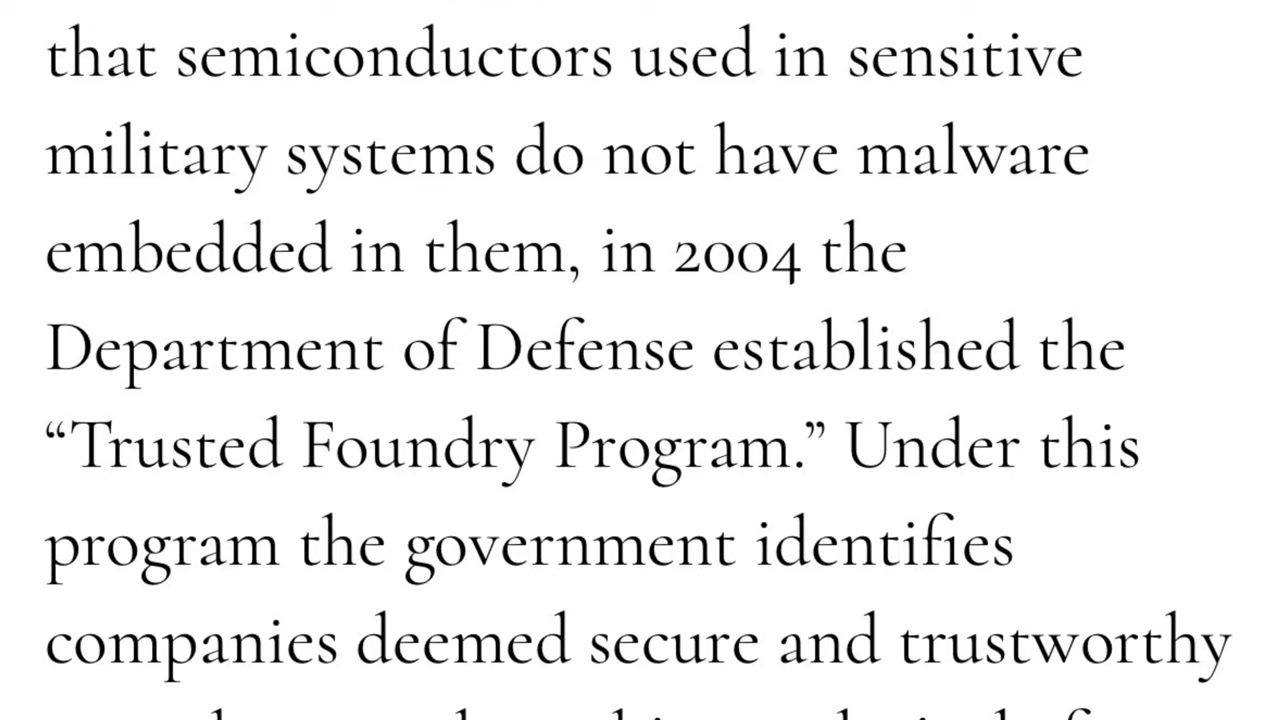 that semiconductors used in sensitive
military systems do not have malware
embedded in them, in 2004 the
Department of Defense established the
“Trusted Foundry Program.” Under this
program the government identifies
companies deemed secure and trustworthy